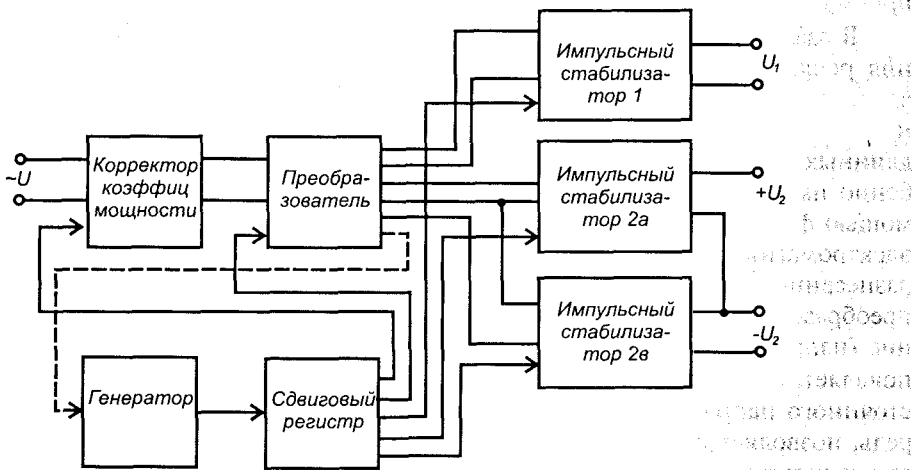 В
Импульсный
стабилиза-
тор 1
U₁
~U
Корректор
коэффиц
мощности
Преобра-
зователь
Импульсный
стабилиза-
тор 2а
+U₂
Импульсный
стабилиза-
тор 2в
-U₂
Генератор
Сдвиговый
регистр